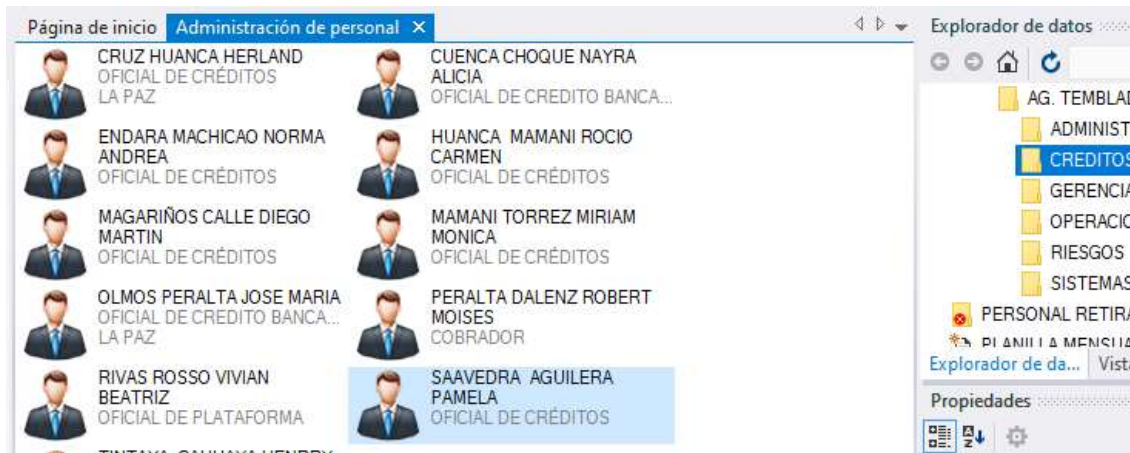 Página de inicio
Administración de personal
CRUZ HUANCA HERLAND
OFICIAL DE CRÉDITOS
LA PAZ
CUENCA CHOQUE NAYRA
ALICIA
OFICIAL DE CREDITO BANCA...
ENDARA MACHICAO NORMA
ANDREA
OFICIAL DE CRÉDITOS
HUANCA MAMANI ROCIO
CARMEN
OFICIAL DE CRÉDITOS
MAGARIÑOS CALLE DIEGO
MARTIN
OFICIAL DE CRÉDITOS
MAMANI TORREZ MIRIAM
MONICA
OFICIAL DE CRÉDITOS
OLMOS PERALTA JOSE MARIA
OFICIAL DE CREDITO BANCA...
LA PAZ
PERALTA DALENZ ROBERT
MOISES
COBRADOR
RIVAS ROSSO VIVIAN
BEATRIZ
OFICIAL DE PLATAFORMA
SAAVEDRA AGUILERA
PAMELA
OFICIAL DE CRÉDITOS
Explorador de datos
AG. TEMBLAD
ADMINIST
CREDITOS
GERENCIA
OPERACIO
RIESGOS
SISTEMAS
PERSONAL RETIRA
PLANILLA MENSUA
Explorador de da...
Vista
Propiedades